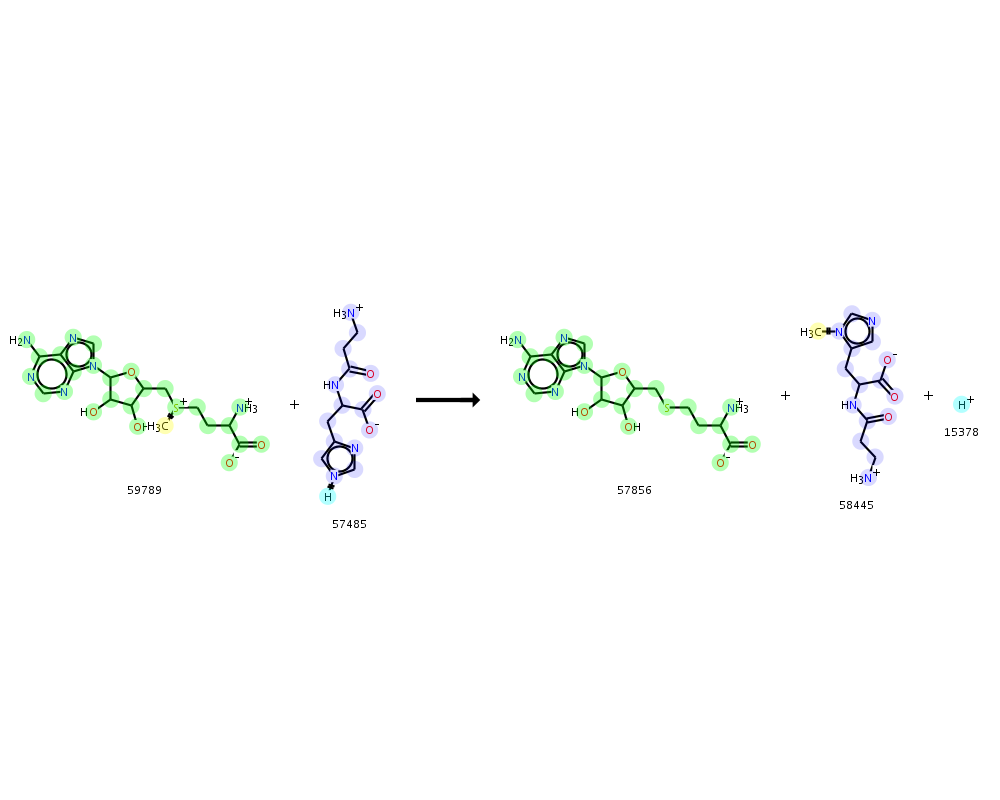 H₃N⁺
H₂N N N H₂N N N H₃C N N
O O O⁻
HN O
N N N N N N
O S⁺ NH₃⁺ O O S NH₃⁺ HN O H⁺
HO OH H₃C O⁻ HO OH O
+ + +
O O⁻ O O⁻
N
N
H
H₃N⁺
59789 57485 57856 58445 15378